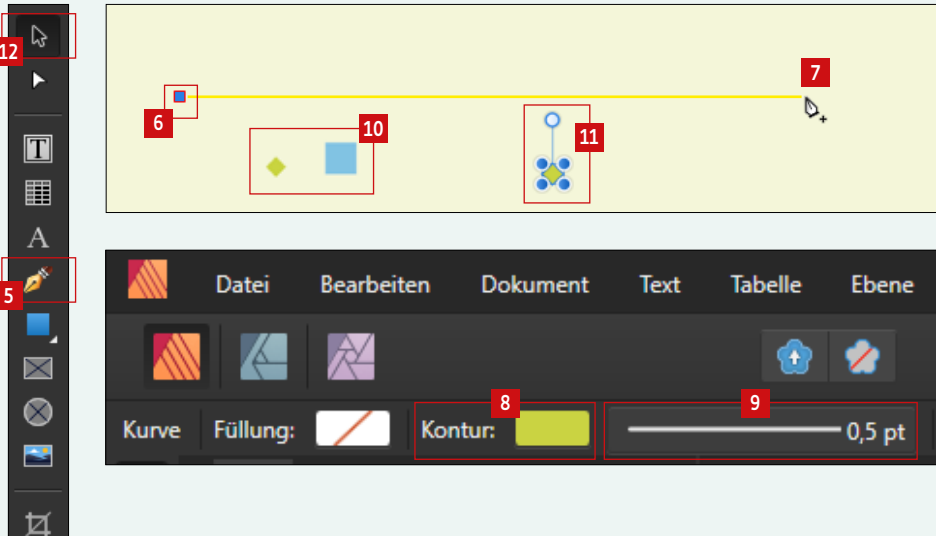 12
7
6
10
11
T
A
5
Datei Bearbeiten Dokument Text Tabelle Ebene
8
9
Kurve Füllung: Kontur: 0,5 pt